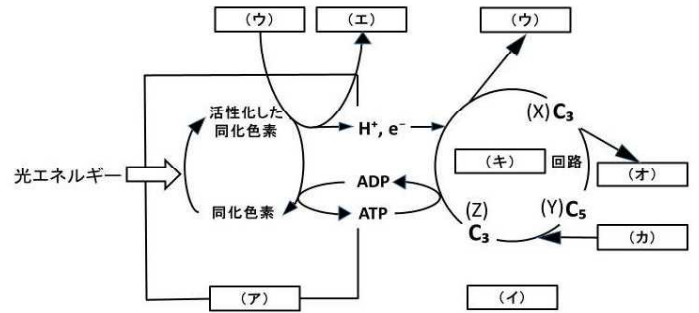 (ウ)
(エ)
(ウ)
活性化した
同化色素
H⁺, e⁻
(X) C₃
光エネルギー
(キ) 回路
(オ)
ADP
同化色素
ATP
(Z)
C₃
(Y) C₅
(カ)
(ア)
(イ)